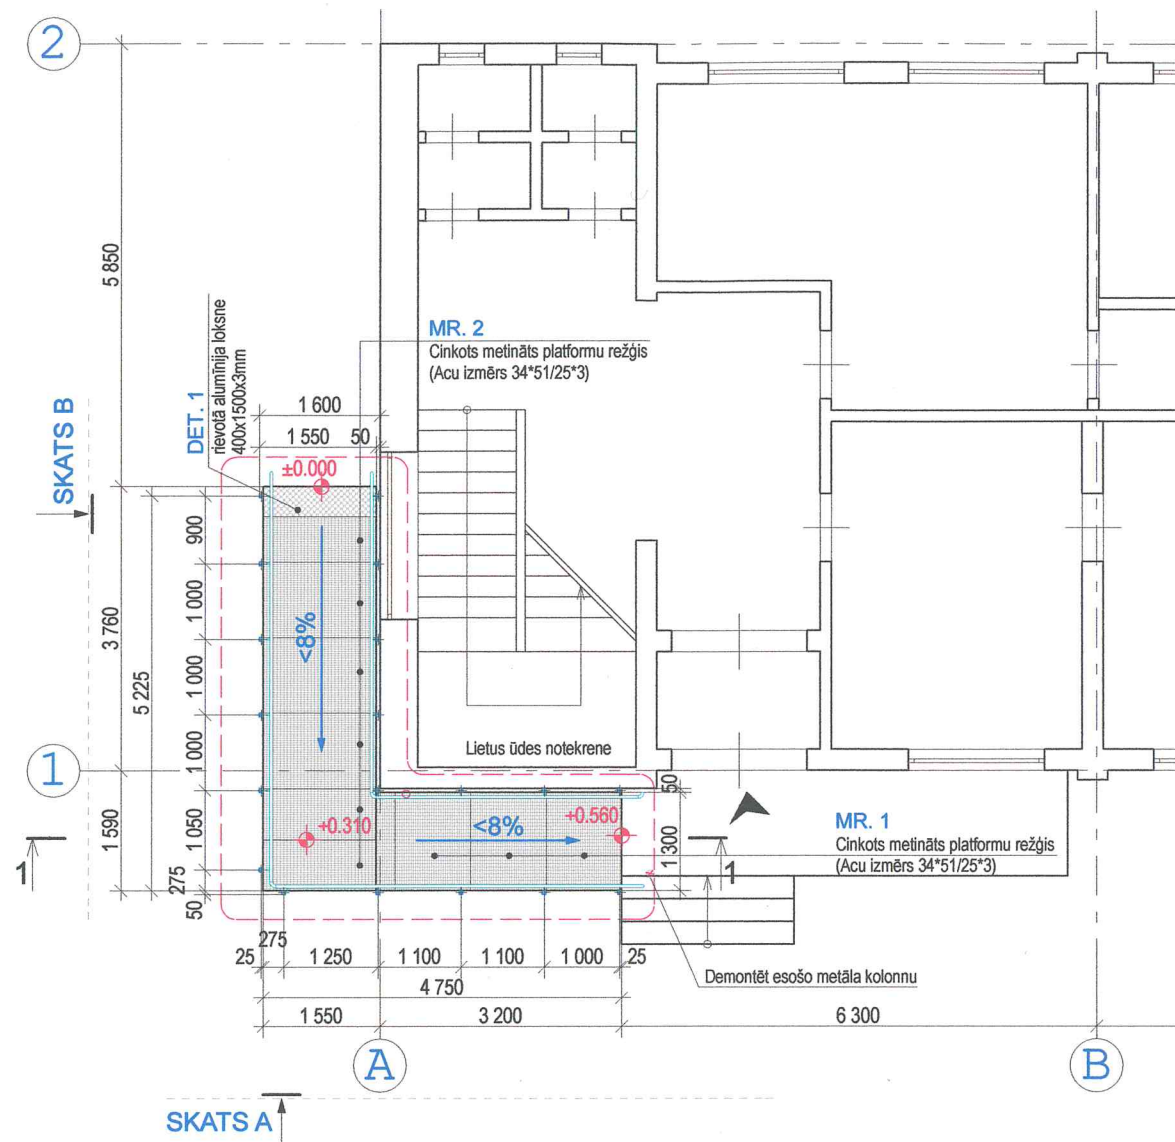 2
5 850
MR. 2
Cinkots metināts platformu režģis
(Acu izmērs 34*51/25*3)
DET. 1
rievotā alumīnija loksne
400x1500x3mm
SKATS B
1 600
1 550
50
±0.000
900
1 000
<8%
3 760
5 225
1 000
1 000
Lietus ūdes notekrene
1
50
1 590
1 050
+0.310
<8%
+0.560
1 300
MR. 1
Cinkots metināts platformu režģis
(Acu izmērs 34*51/25*3)
1
1
275
50
275
25
1 250
1 100
1 100
1 000
25
Demontēt esošo metāla kolonnu
4 750
1 550
3 200
6 300
A
B
SKATS A